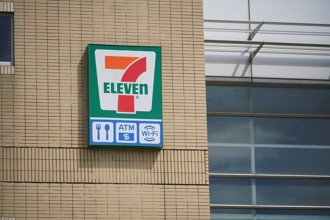 7
ELEVEN
ATM
$
Wi-Fi